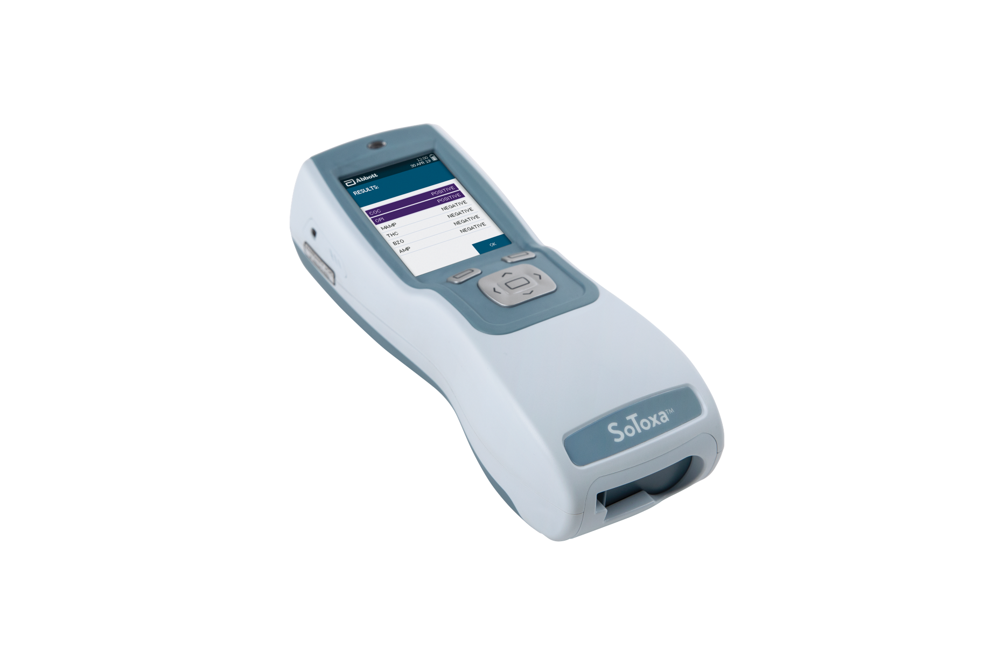 12:00
30 APR 19
Abbott
RESULTS:
COC POSITIVE
OPI POSITIVE
MAMP NEGATIVE
THC NEGATIVE
BZO NEGATIVE
AMP NEGATIVE
OK
SoToxa™